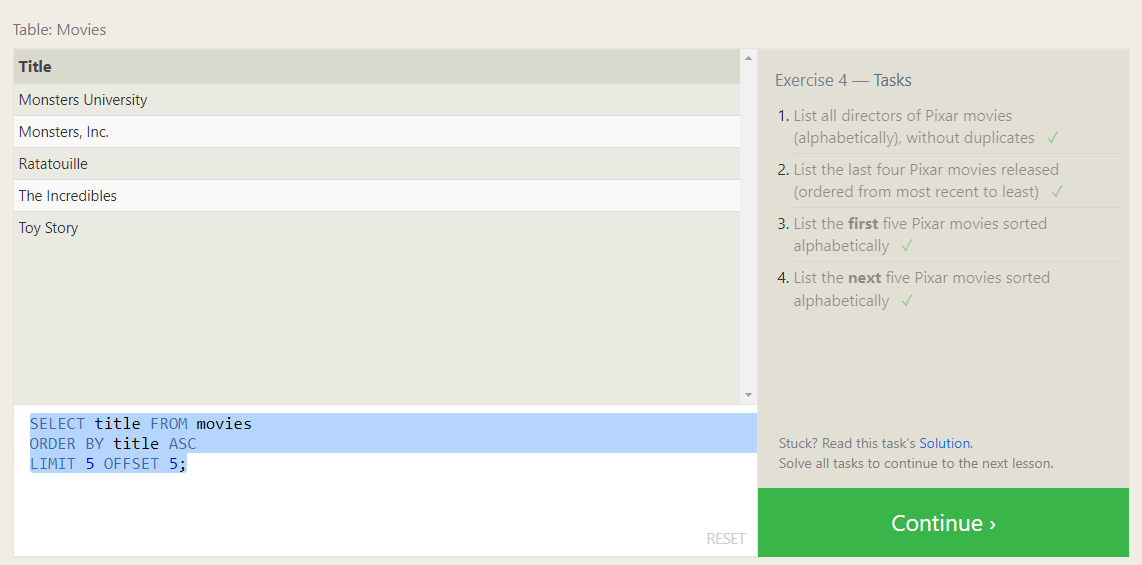 Table: Movies
Title
Monsters University
Monsters, Inc.
Ratatouille
The Incredibles
Toy Story
SELECT title FROM movies
ORDER BY title ASC
LIMIT 5 OFFSET 5;
RESET
Exercise 4 — Tasks
1. List all directors of Pixar movies
(alphabetically), without duplicates ✓
2. List the last four Pixar movies released
(ordered from most recent to least) ✓
3. List the first five Pixar movies sorted
alphabetically ✓
4. List the next five Pixar movies sorted
alphabetically ✓
Stuck? Read this task's Solution.
Solve all tasks to continue to the next lesson.
Continue ›